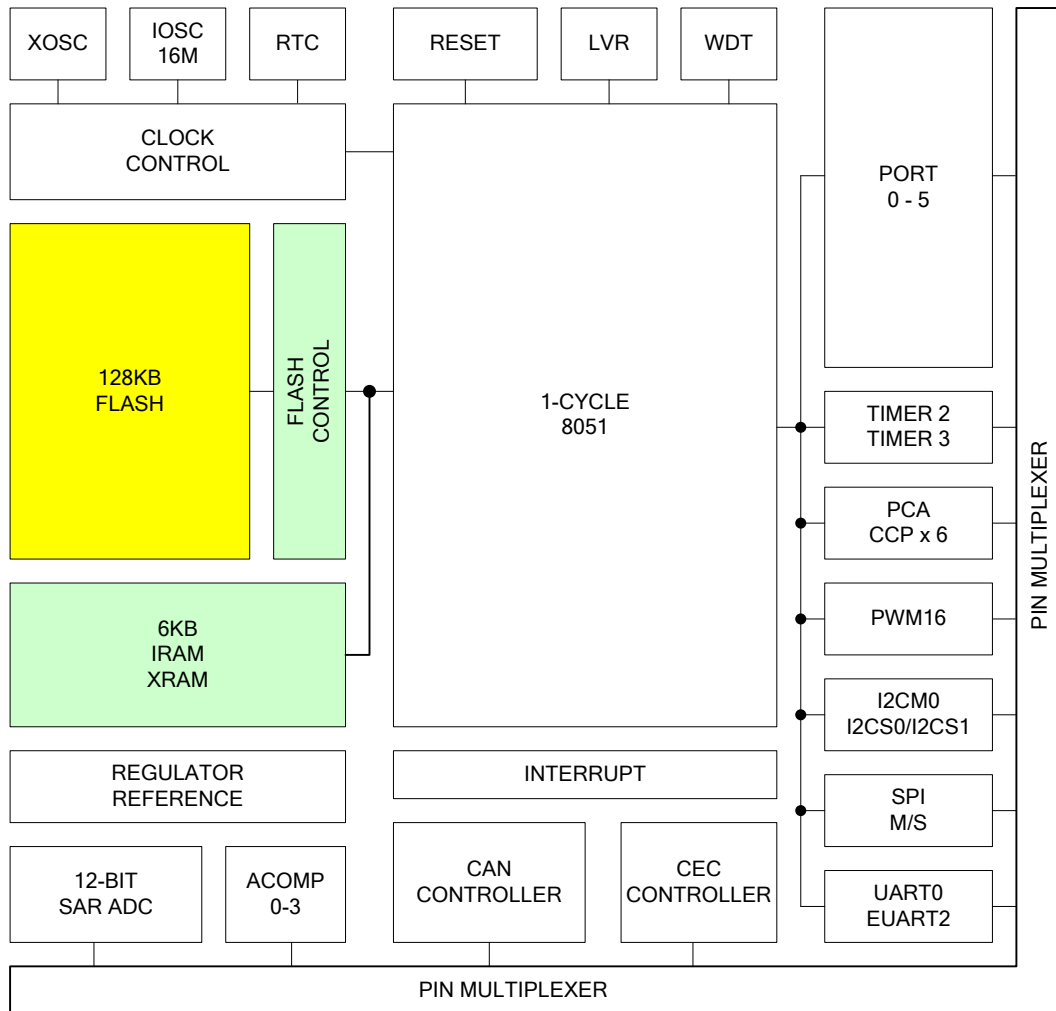 XOSC
IOSC
16M
RTC
RESET
LVR
WDT
CLOCK
CONTROL
PORT
0 - 5
128KB
FLASH
FLASH
CONTROL
1-CYCLE
8051
TIMER 2
TIMER 3
PCA
CCP x 6
PWM16
PIN MULTIPLEXER
6KB
IRAM
XRAM
I2CM0
I2CS0/I2CS1
REGULATOR
REFERENCE
INTERRUPT
SPI
M/S
12-BIT
SAR ADC
ACOMP
0-3
CAN
CONTROLLER
CEC
CONTROLLER
UART0
EUART2
PIN MULTIPLEXER